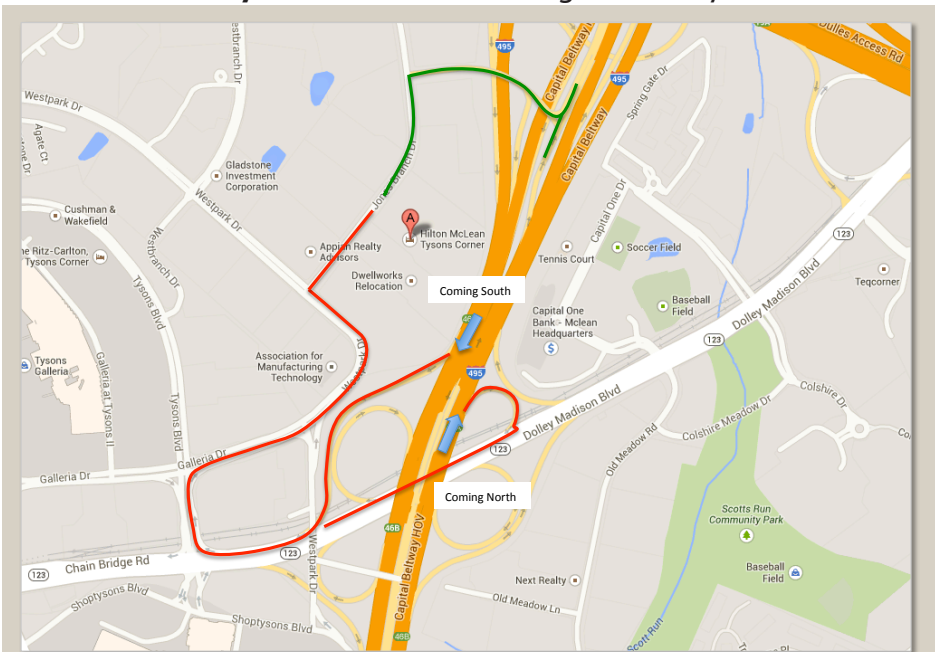 495
Dulles Access Rd
Capital Beltway
495
Westpark Dr
Spring Gate Dr
Capital Beltway
Agate Ct
Gladstone
Investment
Corporation
Westpark Dr
Jones Branch Dr
Capital One Dr
Cushman &
Wakefield
A
Hilton McLean
Tysons Corner
Soccer Field
123
Westbranch Dr
Appian Realty
Advisors
Tennis Court
Tysons Corner
Dwellworks
Relocation
Teqcorner
Dolley Madison Blvd
Tysons Blvd
Coming South
Baseball
Field
Capital One
Bank - Mclean
Headquarters
123
Association for
Manufacturing
Technology
Tysons
Galleria
Galleria at Tysons II
495
Colshire Dr
Tysons Blvd
Dolley Madison Blvd
Colshire Meadow Dr
Old Meadow Rd
123
Galleria Dr
Galleria Dr
Coming North
Scotts Run
Community Park
46B
123
Chain Bridge Rd
123
Westpark Dr
Capital Beltway HOV
Next Realty
Baseball
Field
Shoptysons Blvd
Old Meadow Ln
Shoptysons Blvd
Scott Run
46B